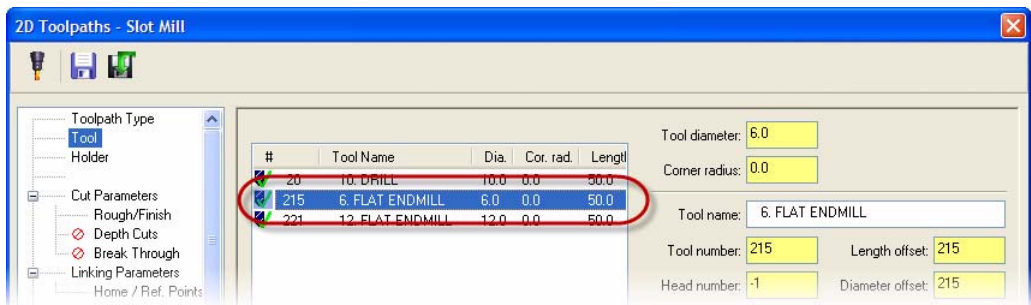 2D Toolpaths - Slot Mill
Toolpath Type
Tool
Holder
Cut Parameters
Rough/Finish
Depth Cuts
Break Through
Linking Parameters
Home / Ref. Points
# Tool Name Dia. Cor. rad. Length
20 10. DRILL 10.0 0.0 50.0
215 6. FLAT ENDMILL 6.0 0.0 50.0
221 12. FLAT ENDMILL 12.0 0.0 50.0
Tool diameter: 6.0
Corner radius: 0.0
Tool name: 6. FLAT ENDMILL
Tool number: 215 Length offset: 215
Head number: -1 Diameter offset: 215